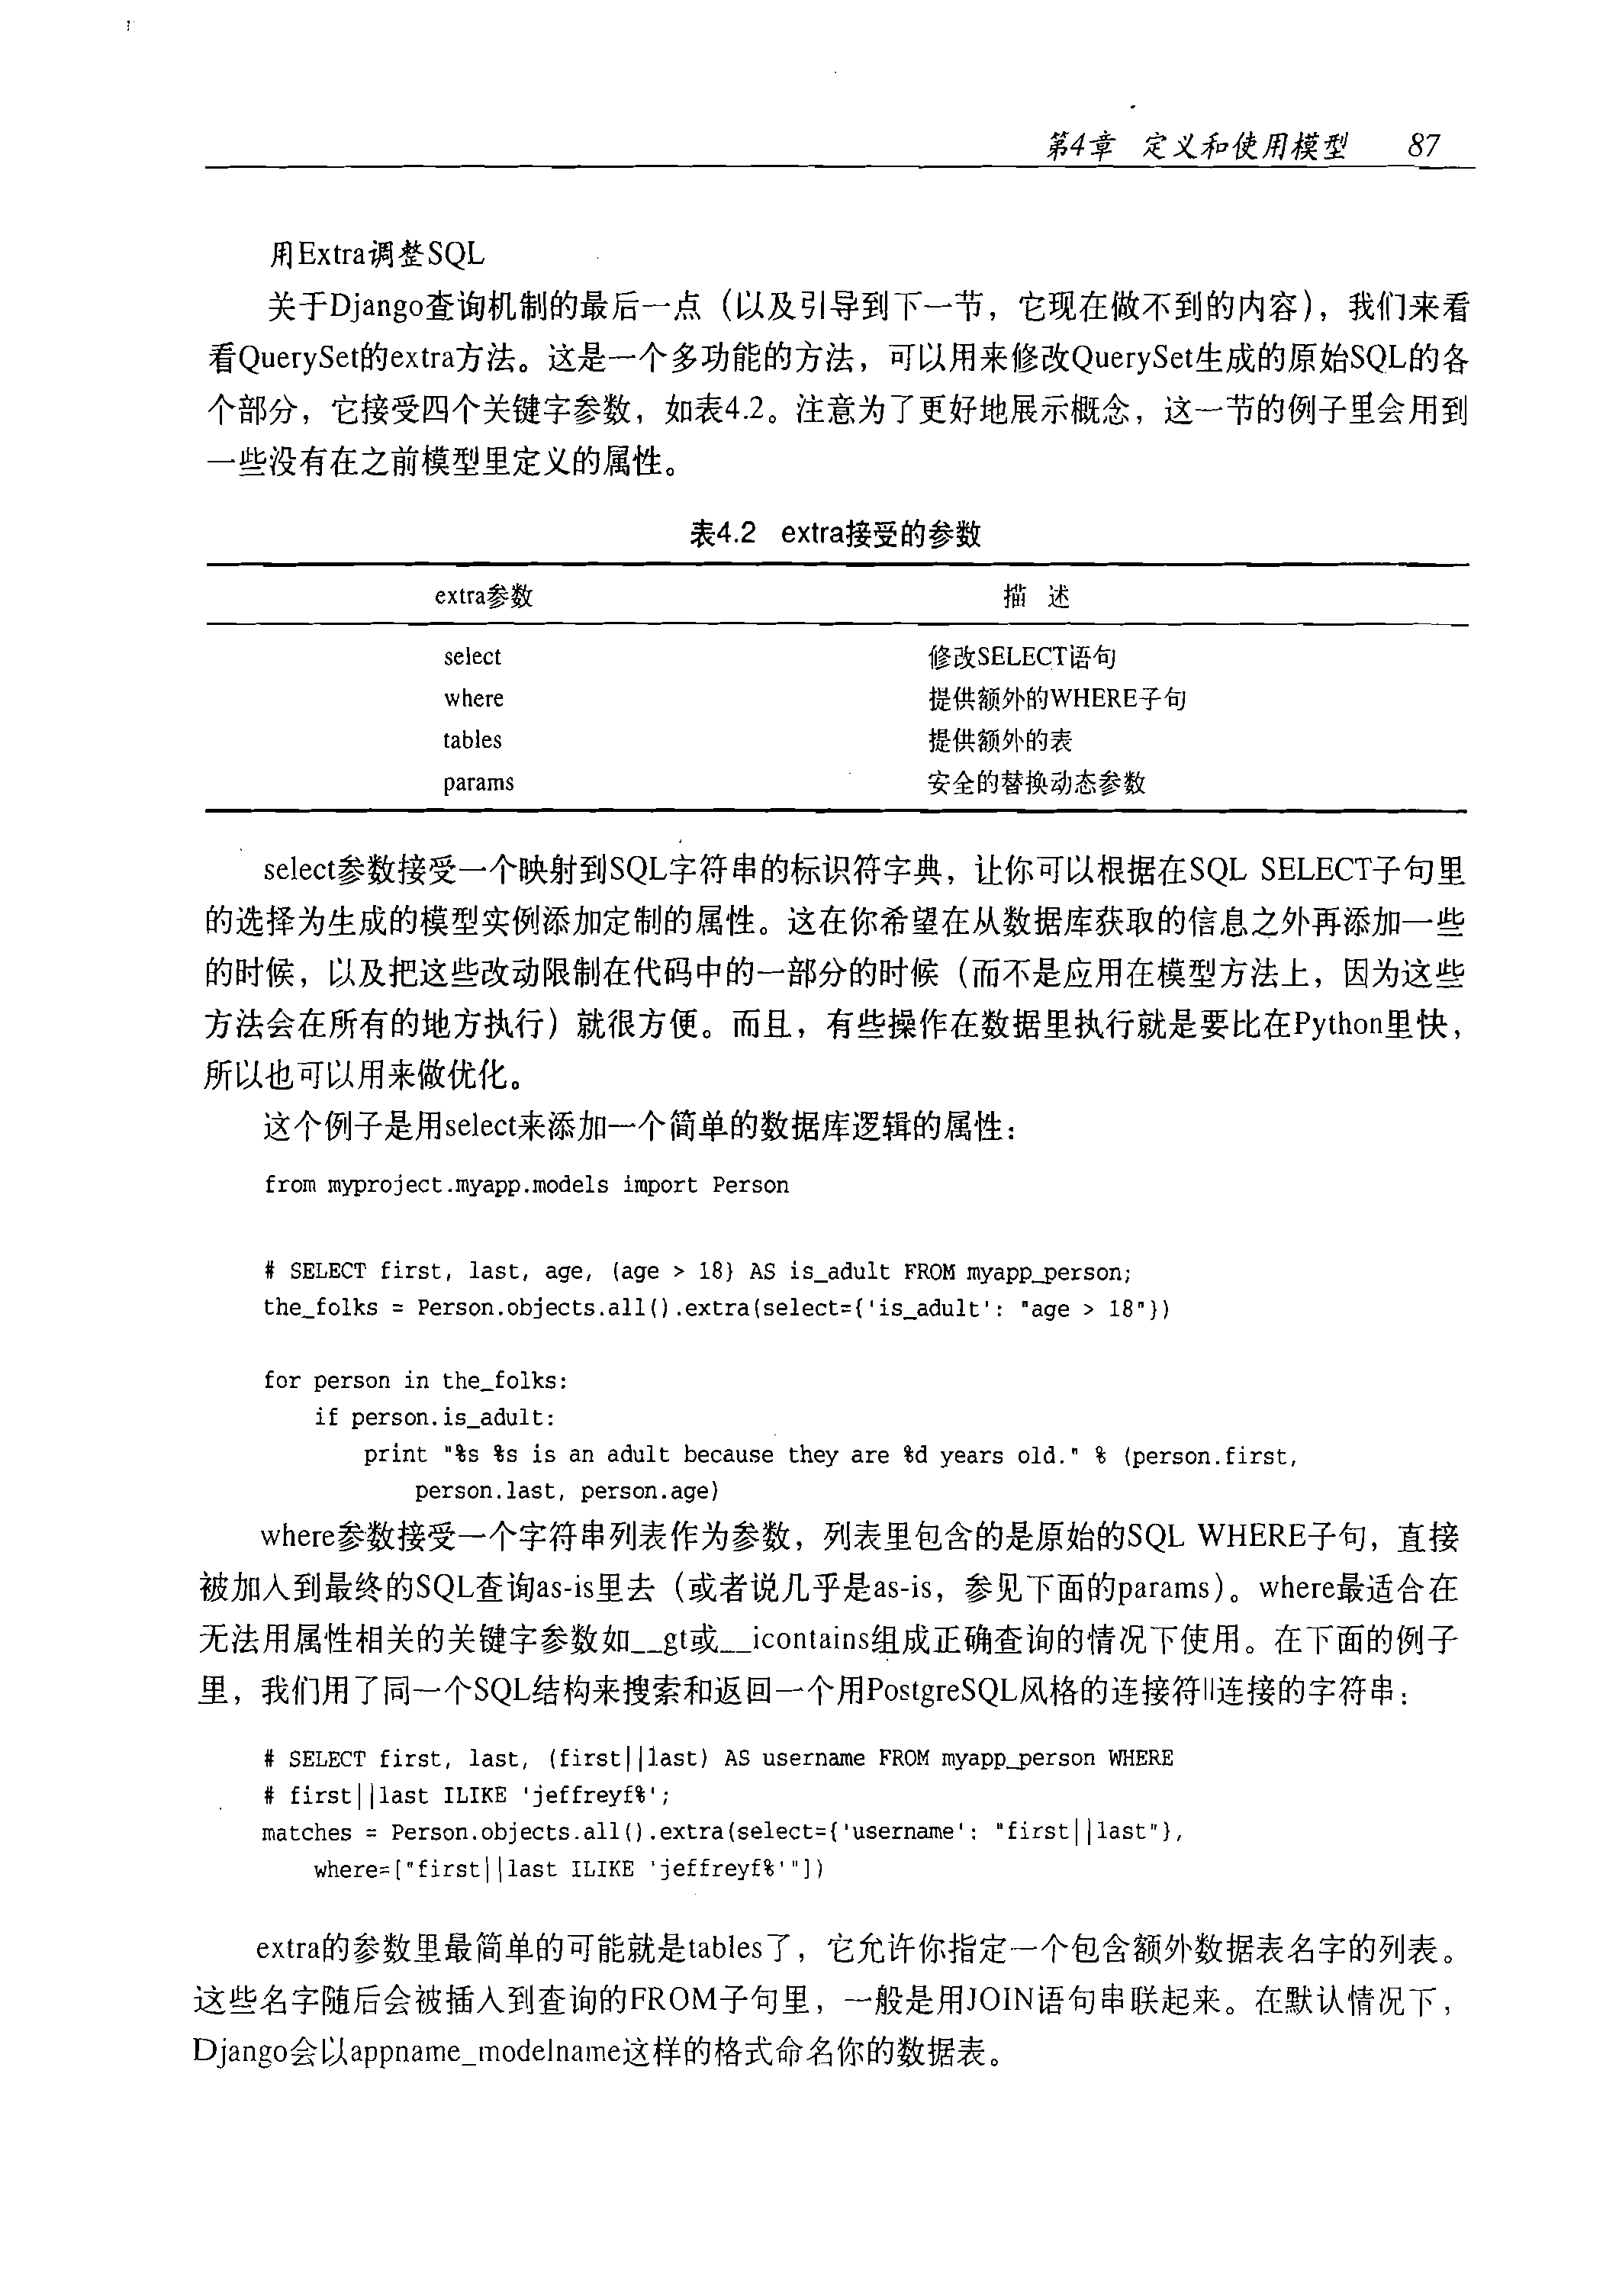 第4章 定义和使用模型 87
用Extra调整SQL
关于Django查询机制的最后一点（以及引导到下一节，它现在做不到的内容），我们来看
看QuerySet的extra方法。这是一个多功能的方法，可以用来修改QuerySet生成的原始SQL的各
个部分，它接受四个关键字参数，如表4.2。注意为了更好地展示概念，这一节的例子里会用到
一些没有在之前模型里定义的属性。
表4.2 extra接受的参数
extra参数 描 述
select 修改SELECT语句
where 提供额外的WHERE子句
tables 提供额外的表
params 安全的替换动态参数
select参数接受一个映射到SQL字符串的标识符字典，让你可以根据在SQL SELECT子句里
的选择为生成的模型实例添加定制的属性。这在你希望在从数据库获取的信息之外再添加一些
的时候，以及把这些改动限制在代码中的一部分的时候（而不是应用在模型方法上，因为这些
方法会在所有的地方执行）就很方便。而且，有些操作在数据里执行就是要比在Python里快，
所以也可以用来做优化。
这个例子是用select来添加一个简单的数据库逻辑的属性：
from myproject.myapp.models import Person
# SELECT first, last, age, (age > 18) AS is_adult FROM myapp_person;
the_folks = Person.objects.all().extra(select={'is_adult': "age > 18"})
for person in the_folks:
    if person.is_adult:
        print "%s %s is an adult because they are %d years old." % (person.first,
            person.last, person.age)
where参数接受一个字符串列表作为参数，列表里包含的是原始的SQL WHERE子句，直接
被加入到最终的SQL查询as-is里去（或者说几乎是as-is，参见下面的params）。where最适合在
无法用属性相关的关键字参数如__gt或__icontains组成正确查询的情况下使用。在下面的例子
里，我们用了同一个SQL结构来搜索和返回一个用PostgreSQL风格的连接符||连接的字符串：
# SELECT first, last, (first||last) AS username FROM myapp_person WHERE
# first||last ILIKE 'jeffreyf%';
matches = Person.objects.all().extra(select={'username': "first||last"},
    where=["first||last ILIKE 'jeffreyf%'"])
extra的参数里最简单的可能就是tables了，它允许你指定一个包含额外数据表名字的列表。
这些名字随后会被插入到查询的FROM子句里，一般是用JOIN语句串联起来。在默认情况下，
Django会以appname_modelname这样的格式命名你的数据表。